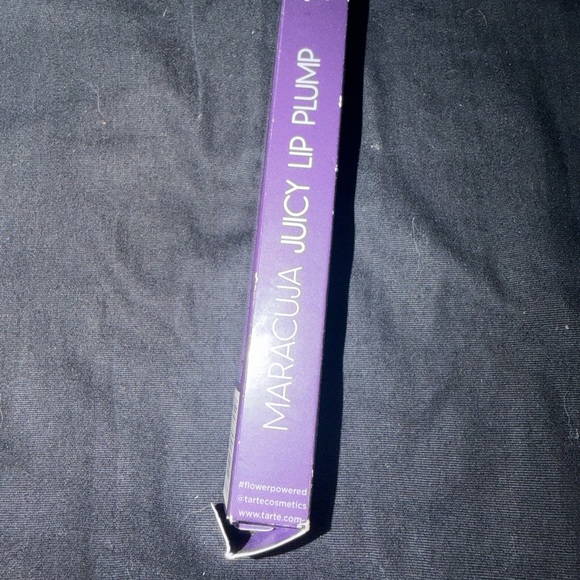 MARACUJA JUICY LIP PLUMP
#flowerpowered
@tartecosmetics
www.tarte.com